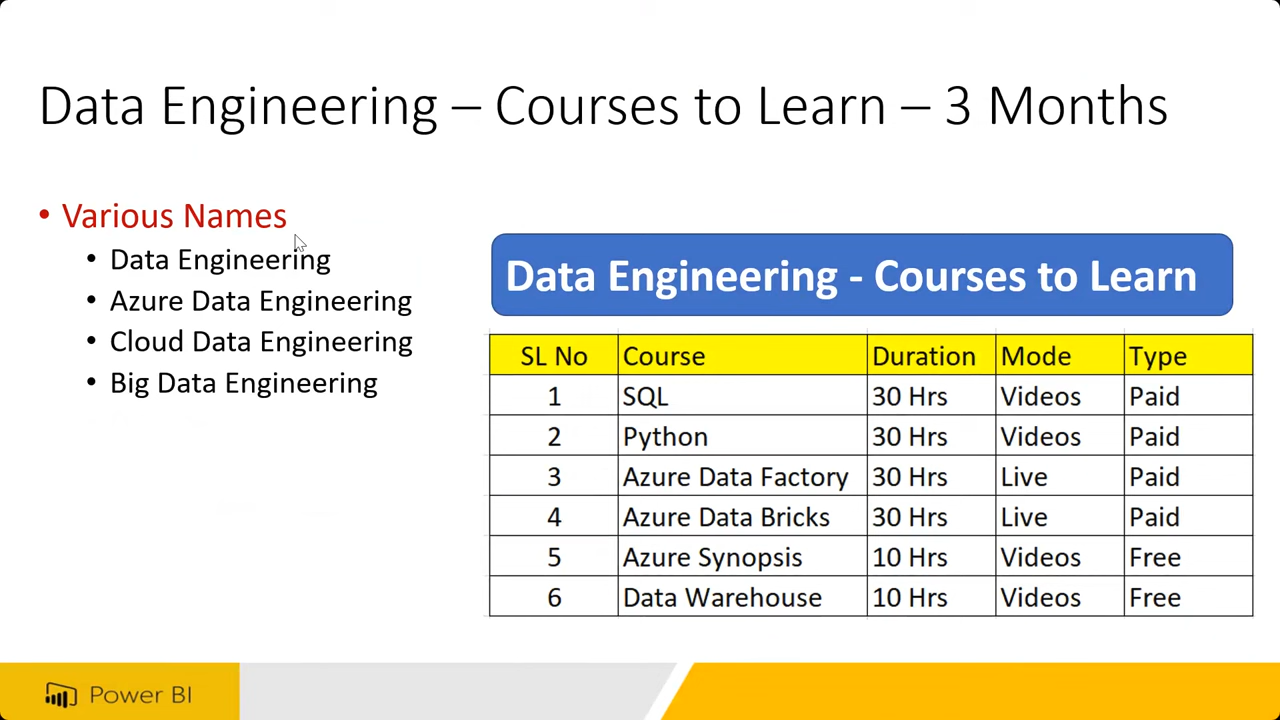 Data Engineering – Courses to Learn – 3 Months
• Various Names
• Data Engineering
• Azure Data Engineering
• Cloud Data Engineering
• Big Data Engineering
Data Engineering - Courses to Learn
SL No Course Duration Mode Type
1 SQL 30 Hrs Videos Paid
2 Python 30 Hrs Videos Paid
3 Azure Data Factory 30 Hrs Live Paid
4 Azure Data Bricks 30 Hrs Live Paid
5 Azure Synopsis 10 Hrs Videos Free
6 Data Warehouse 10 Hrs Videos Free
Power BI